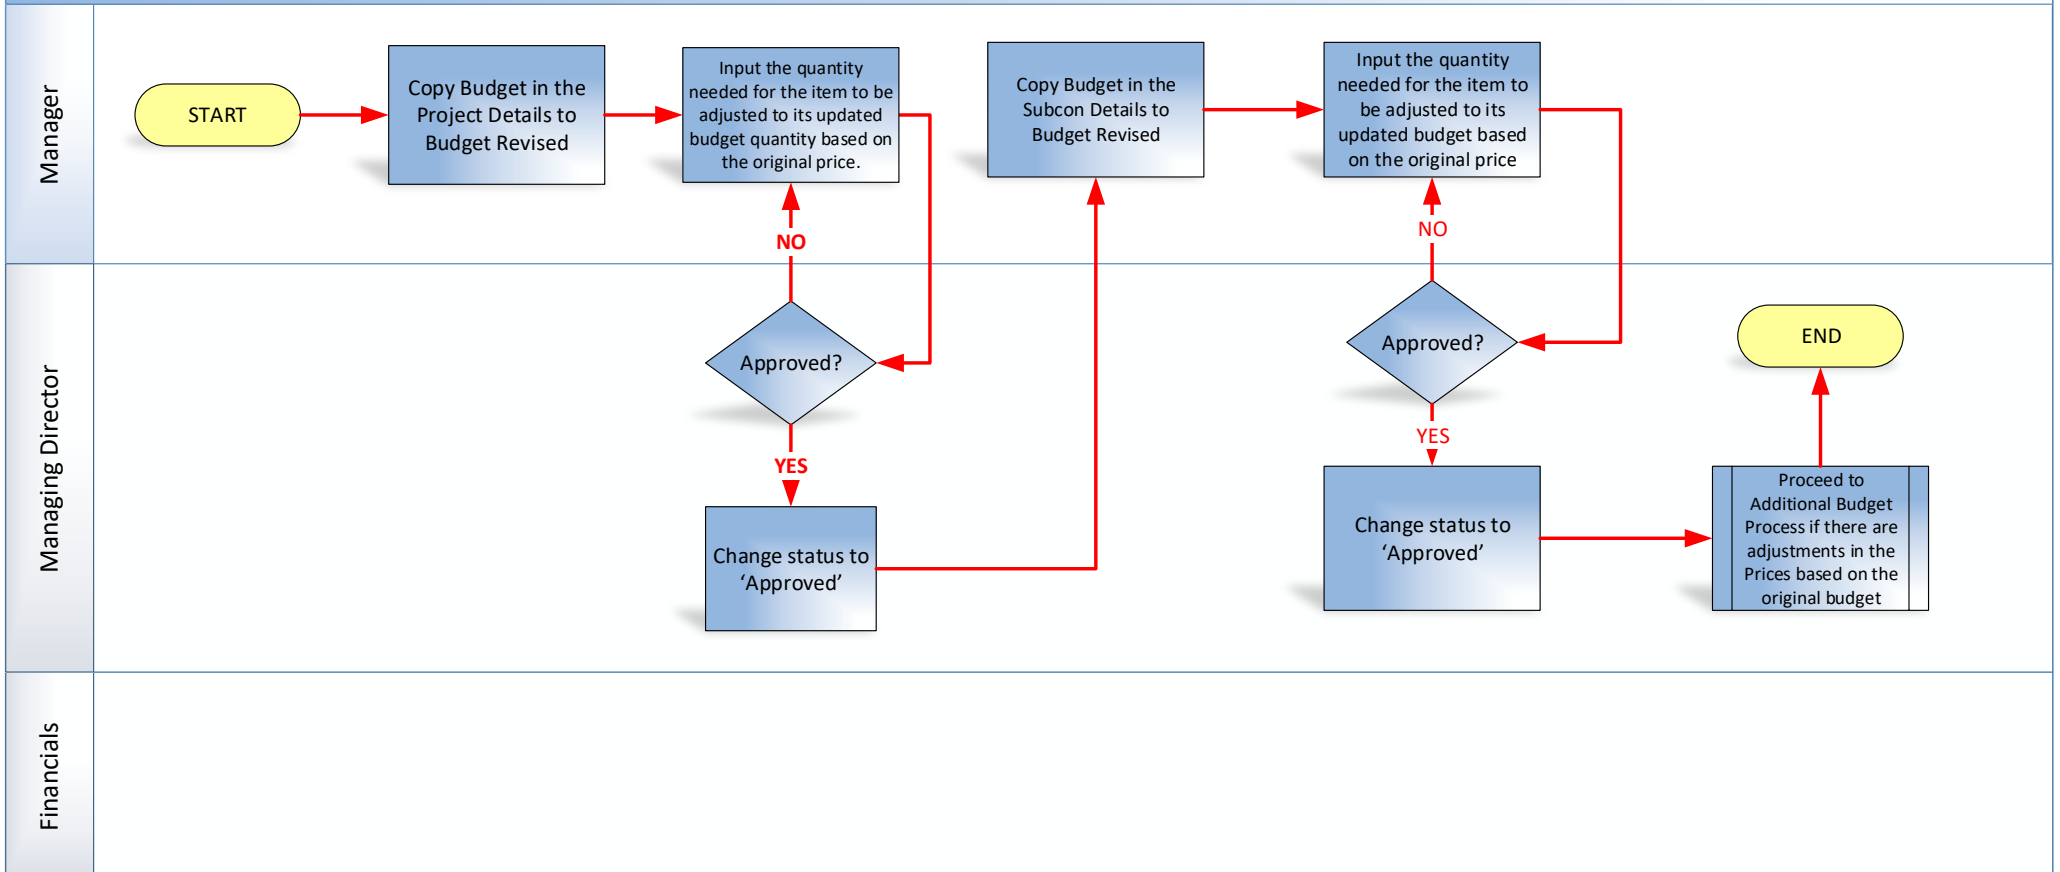 Manager
START
Copy Budget in the
Project Details to
Budget Revised
Input the quantity
needed for the item to be
adjusted to its updated
budget quantity based on
the original price.
Copy Budget in the
Subcon Details to
Budget Revised
Input the quantity
needed for the item to
be adjusted to its
updated budget based
on the original price
NO
NO
Managing Director
Approved?
Approved?
END
YES
YES
Change status to
‘Approved’
Change status to
‘Approved’
Proceed to
Additional Budget
Process if there are
adjustments in the
Prices based on the
original budget
Financials